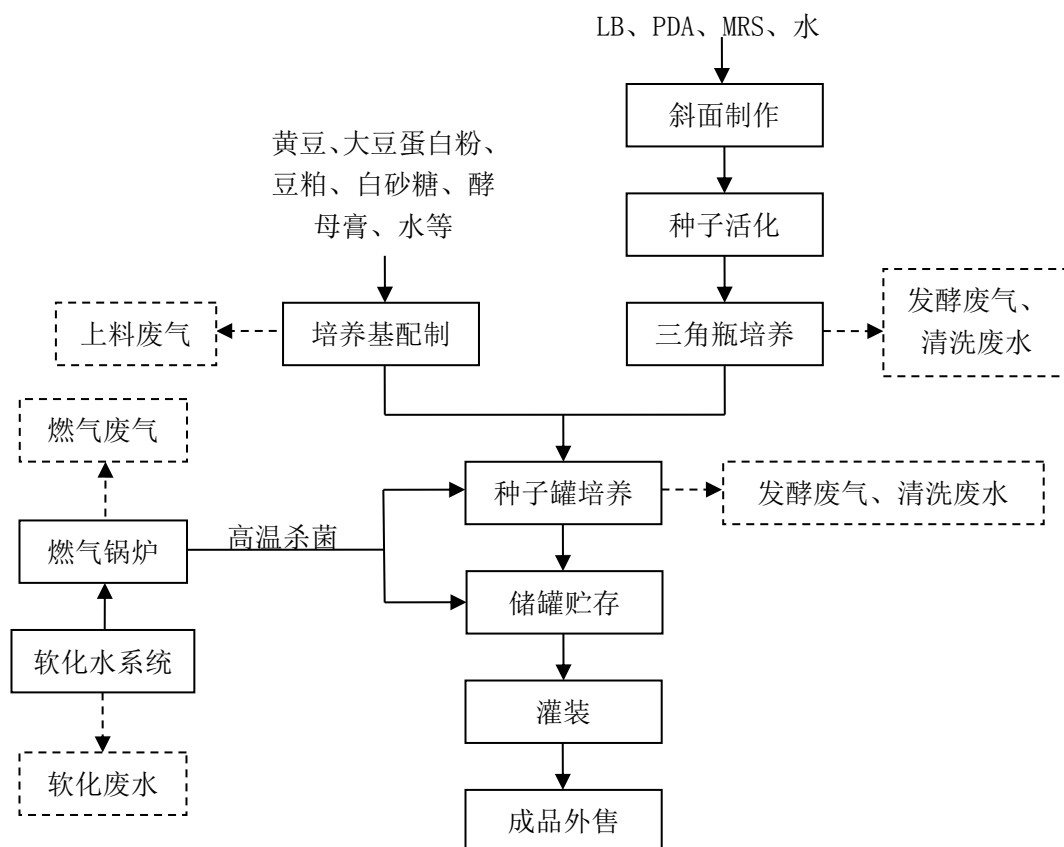 LB、PDA、MRS、水
斜面制作
黄豆、大豆蛋白粉、
豆粕、白砂糖、酵
母膏、水等
种子活化
上料废气
培养基配制
三角瓶培养
发酵废气、
清洗废水
燃气废气
种子罐培养
发酵废气、清洗废水
燃气锅炉
高温杀菌
储罐贮存
软化水系统
灌装
软化废水
成品外售